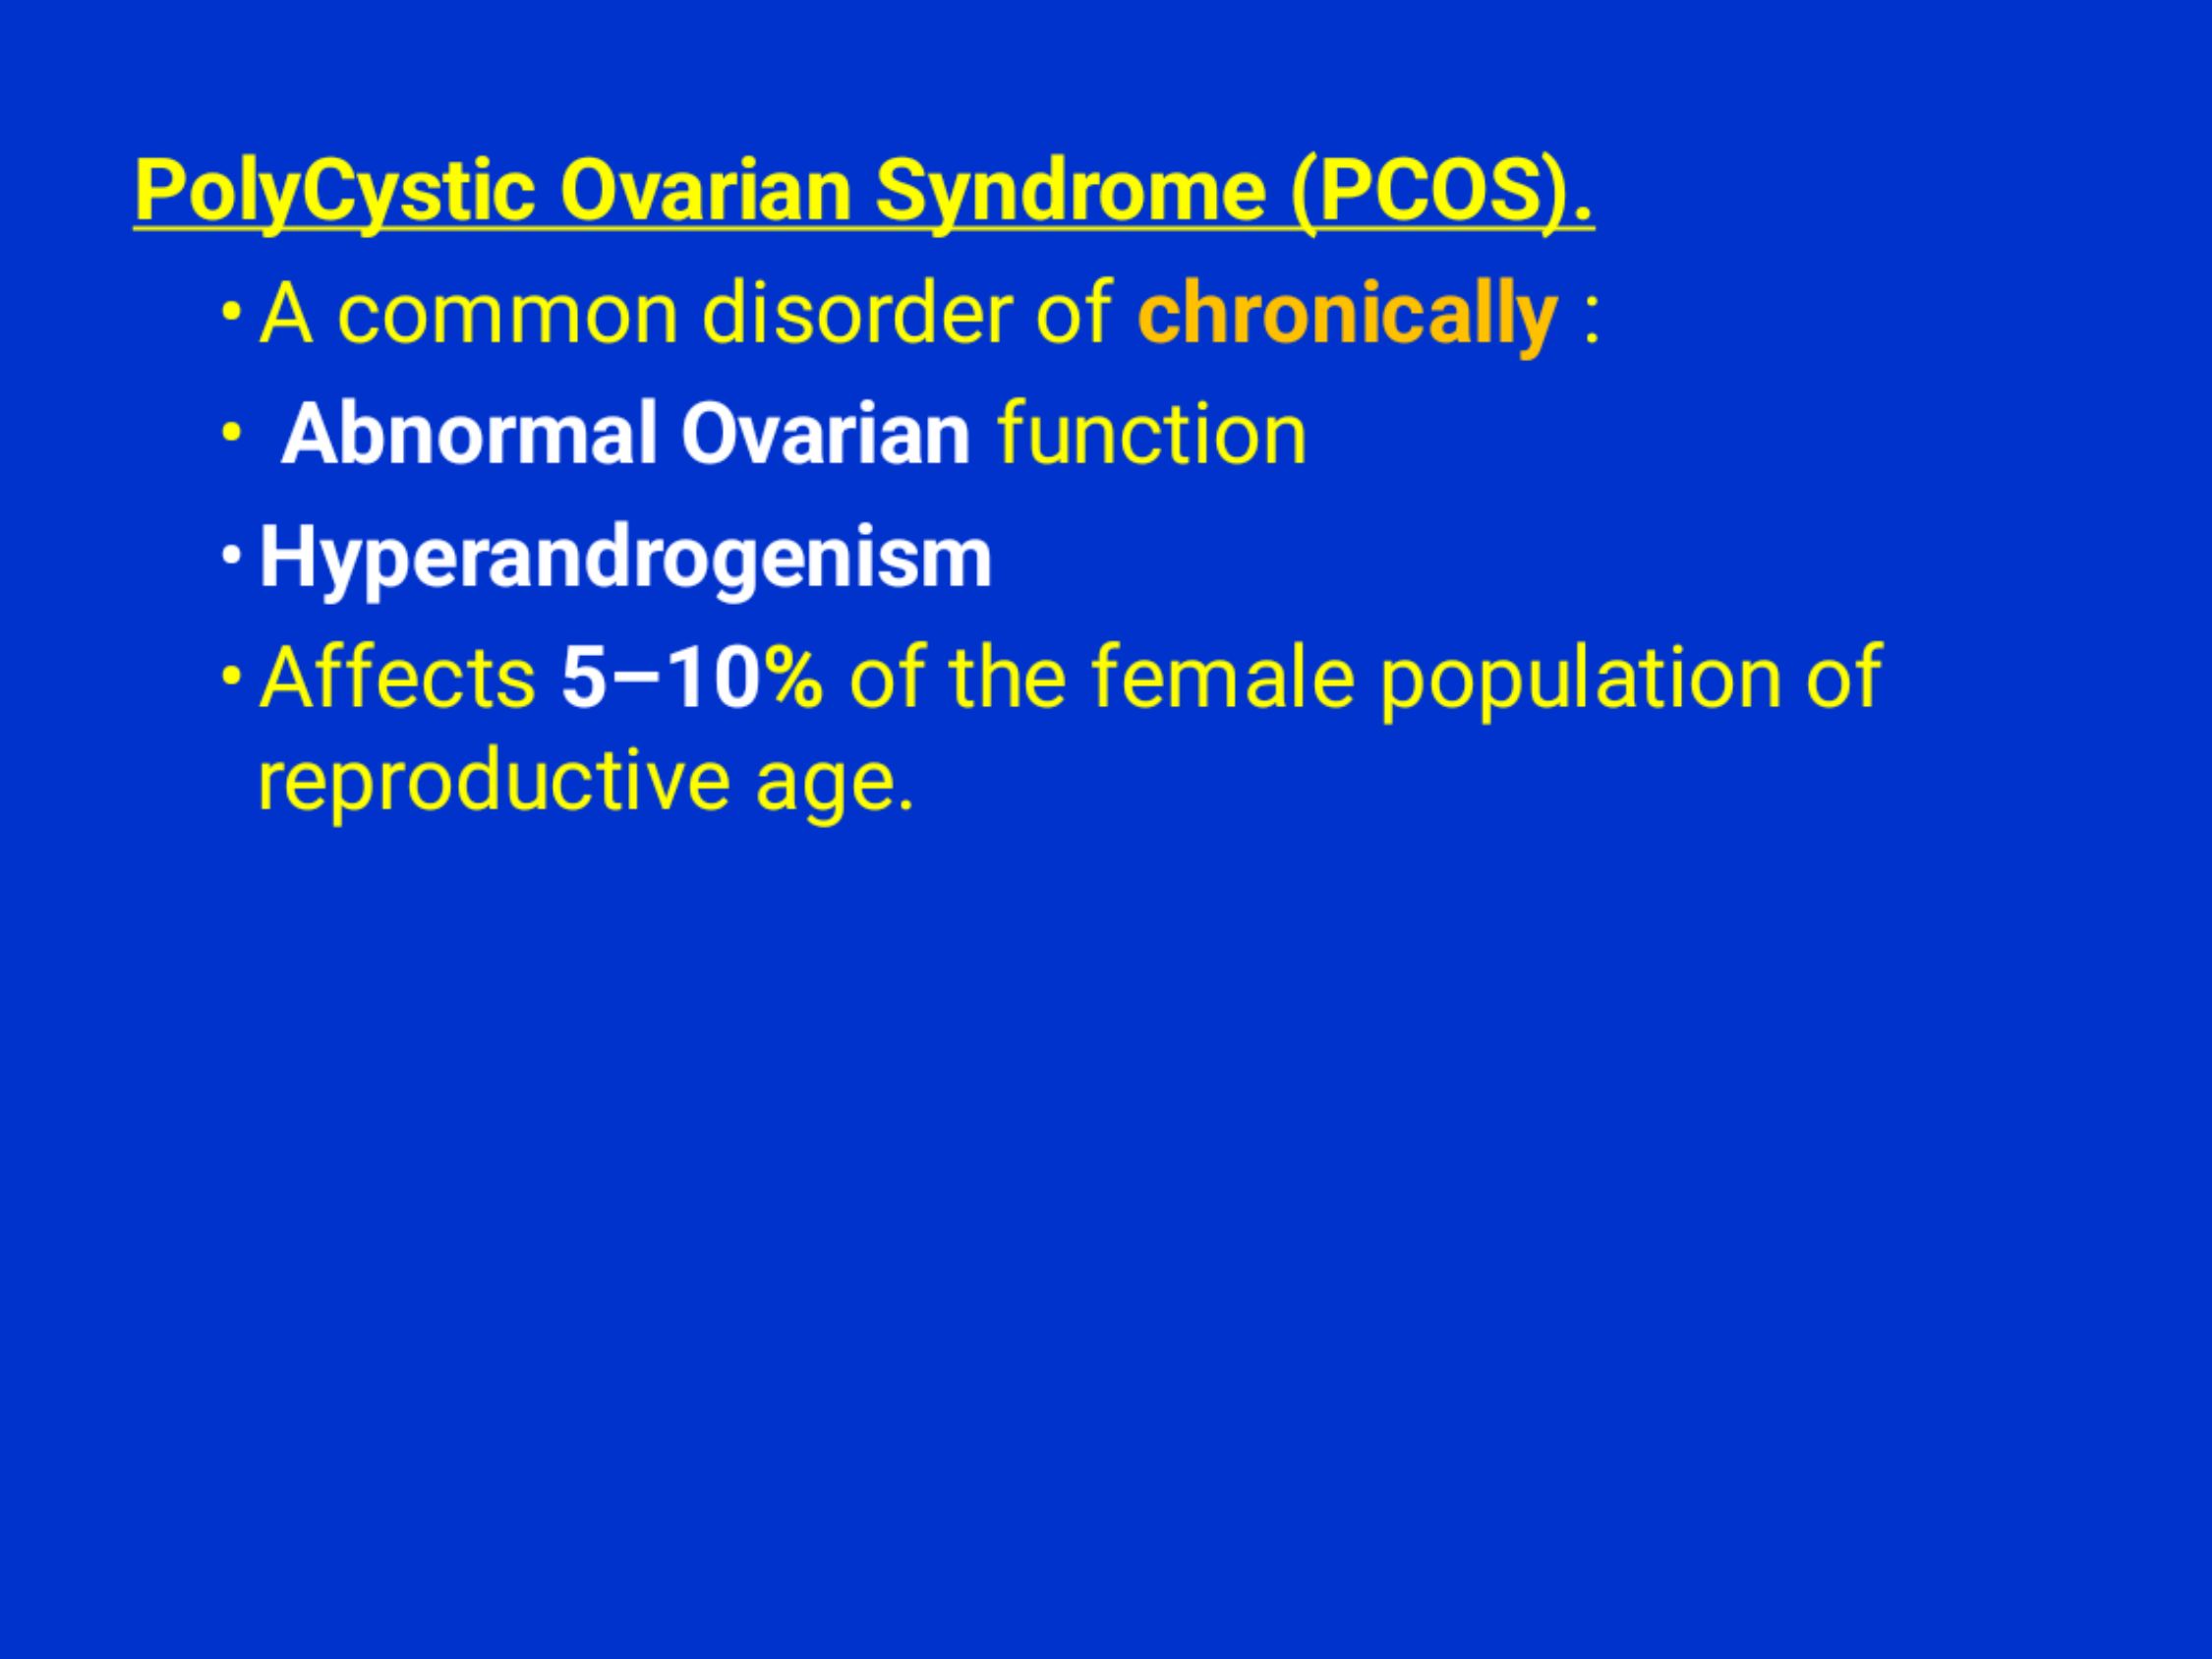 PolyCystic Ovarian Syndrome (PCOS).
• A common disorder of chronically :
• Abnormal Ovarian function
• Hyperandrogenism
• Affects 5–10% of the female population of
reproductive age.